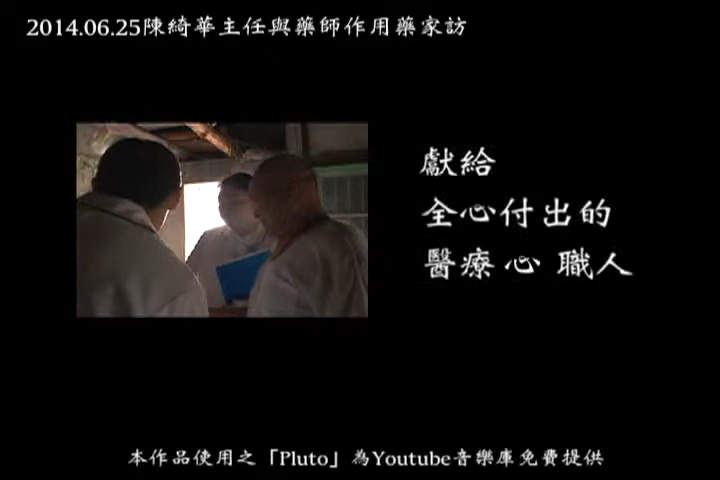 2014.06.25陳綺華主任與藥師作用藥家訪
獻給
全心付出的
醫療心 職人
本作品使用之「Pluto」為Youtube音樂庫免費提供